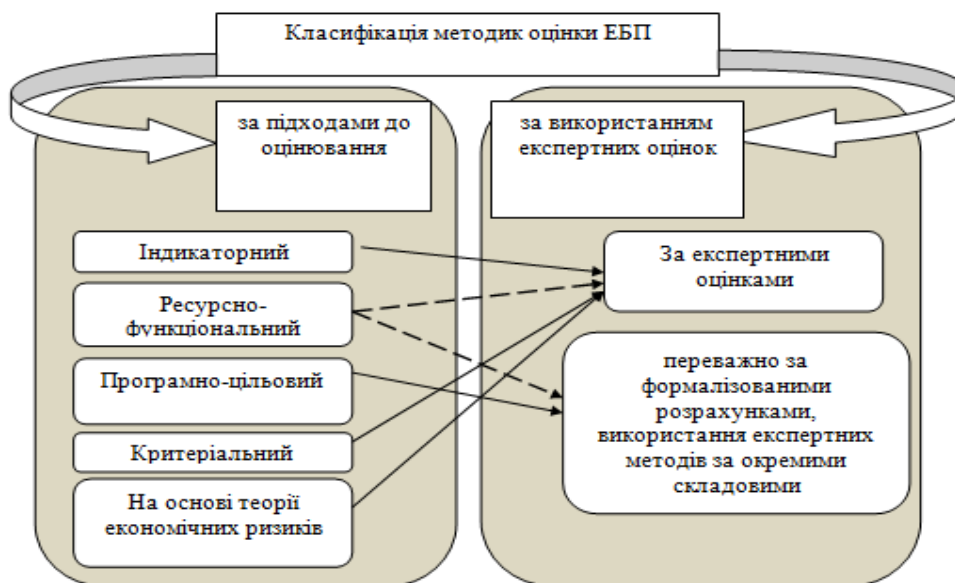 Класифікація методик оцінки ЕБП
за підходами до
оцінювання
за використанням
експертних оцінок
Індикаторний
Ресурсно-
функціональний
Програмно-цільовий
Критеріальний
На основі теорії
економічних ризиків
За експертними
оцінками
переважно за
формалізованими
розрахунками,
використання експертних
методів за окремими
складовими